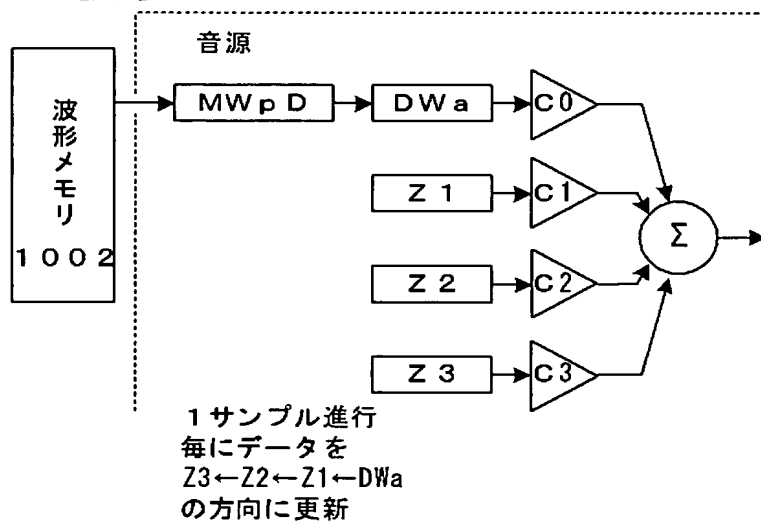 音源
波形メモリ
1002
MWpD
DWa
C0
Z1
C1
Z2
C2
Z3
C3
Σ
1サンプル進行
毎にデータを
Z3←Z2←Z1←DWa
の方向に更新